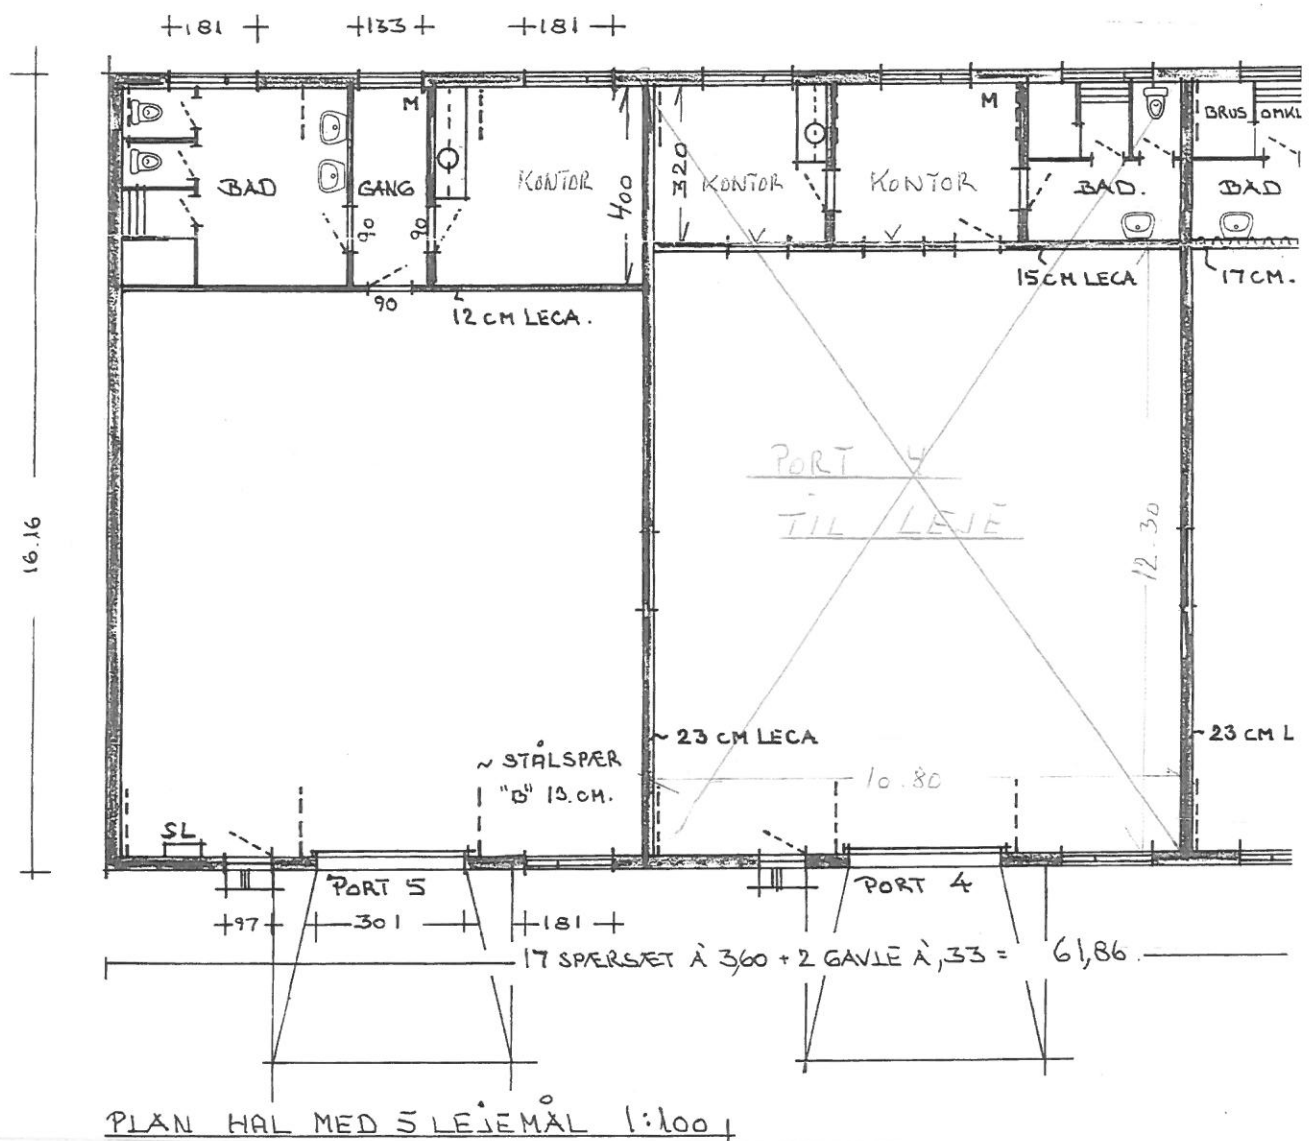 181
133
181
M
M
BRUS
OMKL
BAD
GANG
KONTOR
400
320
KONTOR
KONTOR
BAD.
BAD
90
90
90
12 CM LECA.
15 CM LECA
17 CM.
16.16
PORT 4
TIL LEJE
12.30
23 CM LECA
23 CM L
STÅLSPÆR
"B" 13.CM.
10.80
SL
PORT 5
PORT 4
97
301
181
17 SPÆRSÆT À 3,60 + 2 GAVLE À ,33 = 61,86.
PLAN HAL MED 5 LEJEMÅL 1:100